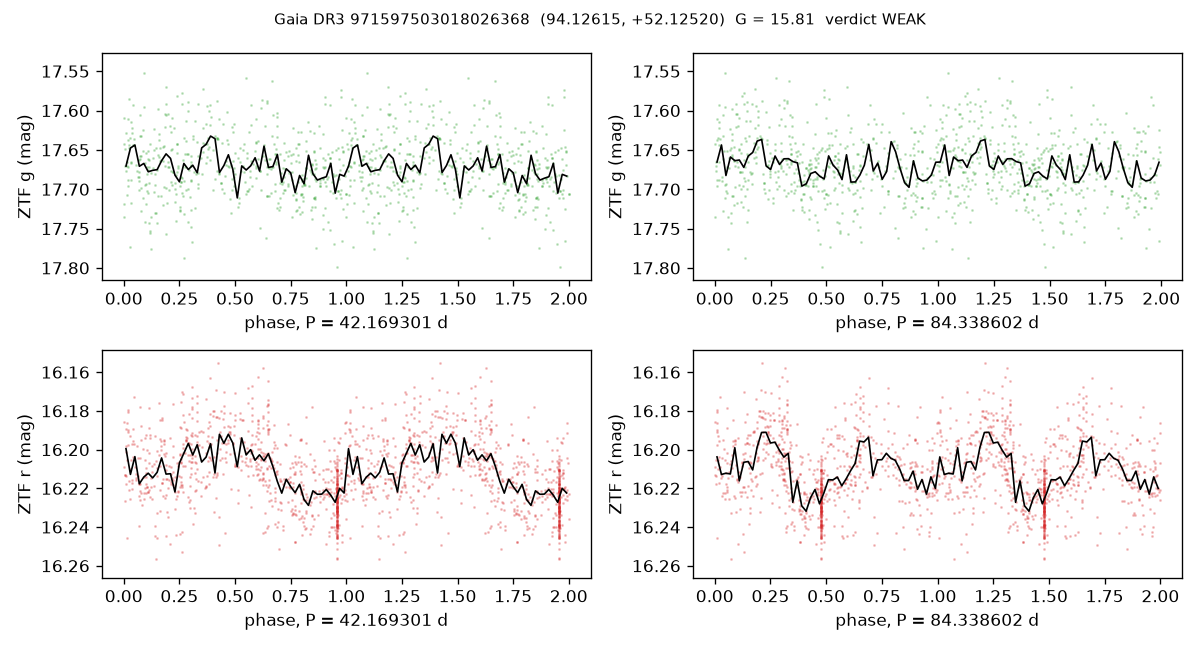 Gaia DR3 971597503018026368 (94.12615, +52.12520) G = 15.81 verdict WEAK
ZTF g (mag)
17.55
17.60
17.65
17.70
17.75
17.80
0.00 0.25 0.50 0.75 1.00 1.25 1.50 1.75 2.00
phase, P = 42.169301 d
ZTF g (mag)
17.55
17.60
17.65
17.70
17.75
17.80
0.00 0.25 0.50 0.75 1.00 1.25 1.50 1.75 2.00
phase, P = 84.338602 d
ZTF r (mag)
16.16
16.18
16.20
16.22
16.24
16.26
0.00 0.25 0.50 0.75 1.00 1.25 1.50 1.75 2.00
phase, P = 42.169301 d
ZTF r (mag)
16.16
16.18
16.20
16.22
16.24
16.26
0.00 0.25 0.50 0.75 1.00 1.25 1.50 1.75 2.00
phase, P = 84.338602 d